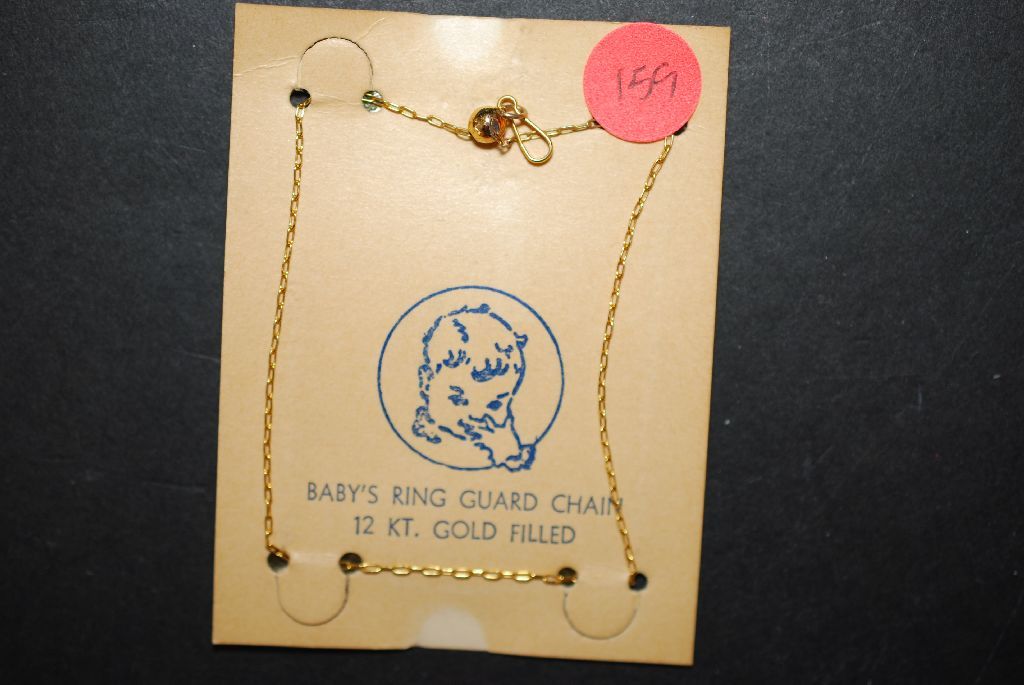 159
BABY'S RING GUARD CHAIN
12 KT. GOLD FILLED